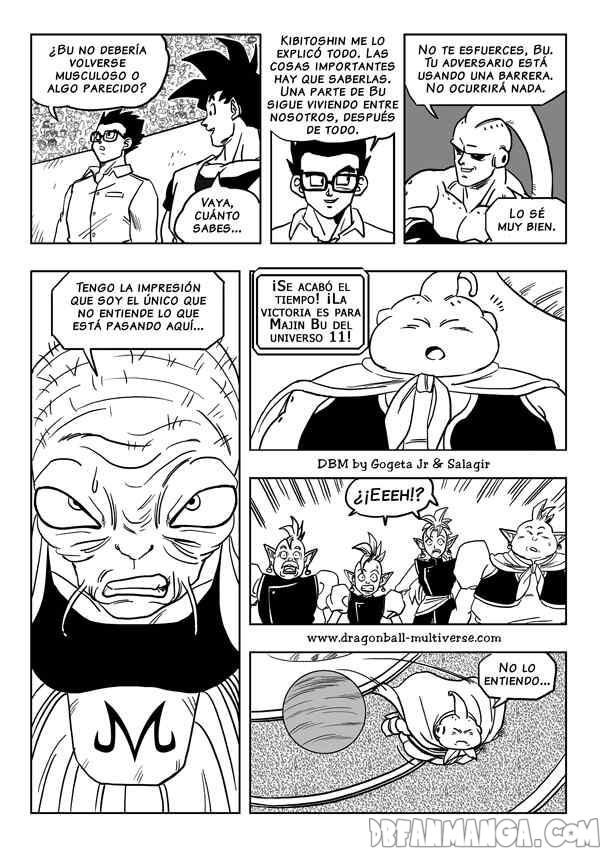 ¿Bu no debería
volverse
musculoso o
algo parecido?
Vaya,
cuánto
sabes...
Kibitoshin me lo
explicó todo. Las
cosas importantes
hay que saberlas.
Una parte de Bu
sigue viviendo entre
nosotros, después
de todo.
No te esfuerces, Bu.
Tu adversario está
usando una barrera.
No ocurrirá nada.
Lo sé
muy bien.
Tengo la impresión
que soy el único que
no entiende lo que
está pasando aquí...
¡Se acabó el
tiempo! ¡La
victoria es para
Majin Bu del
universo 11!
DBM by Gogeta Jr & Salagir
¿¡Eeeh!?
www.dragonball-multiverse.com
No lo
entiendo...
M
DBFANMANGA.COM